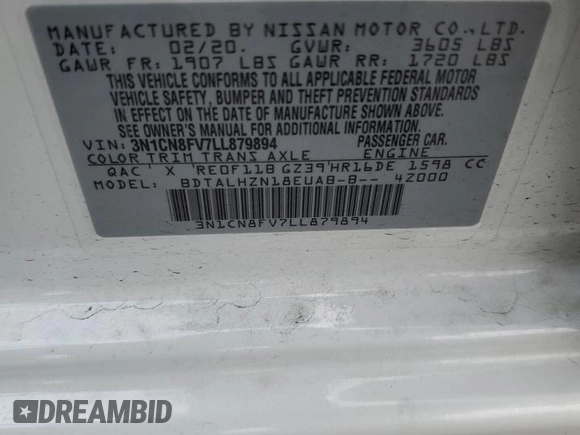 MANUFACTURED BY NISSAN MOTOR CO., LTD.
DATE: 02/20. GVWR: 3605 LBS
GAWR FR: 1907 LBS GAWR RR: 1720 LBS
THIS VEHICLE CONFORMS TO ALL APPLICABLE FEDERAL MOTOR
VEHICLE SAFETY, BUMPER AND THEFT PREVENTION STANDARDS
IN EFFECT ON THE DATE OF MANUFACTURE SHOWN ABOVE.
SEE OWNER'S MANUAL FOR ADDITIONAL INFORMATION.
VIN: 3N1CN8FV7LL879894 PASSENGER CAR.
COLOR TRIM TRANS AXLE ENGINE
QAC X RE0F11B GZ39 HR16DE 1598 CC
BDTALHZN18EUAB-B-- 4Z000
3N1CN8FV7LL879894
DREAMBID